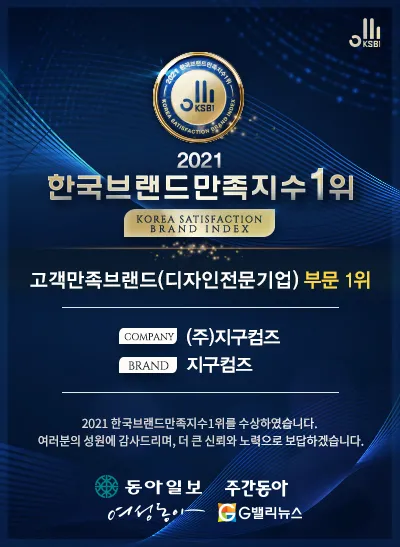 KSBI
2021 한국브랜드만족지수1위
KSBI
KOREA SATISFACTION BRAND INDEX
2021
한국브랜드만족지수1위
KOREA SATISFACTION
BRAND INDEX
고객만족브랜드(디자인전문기업) 부문 1위
COMPANY (주)지구컴즈
BRAND 지구컴즈
2021 한국브랜드만족지수1위를 수상하였습니다.
여러분의 성원에 감사드리며, 더 큰 신뢰와 노력으로 보답하겠습니다.
동아일보 주간동아
여성동아 G밸리뉴스